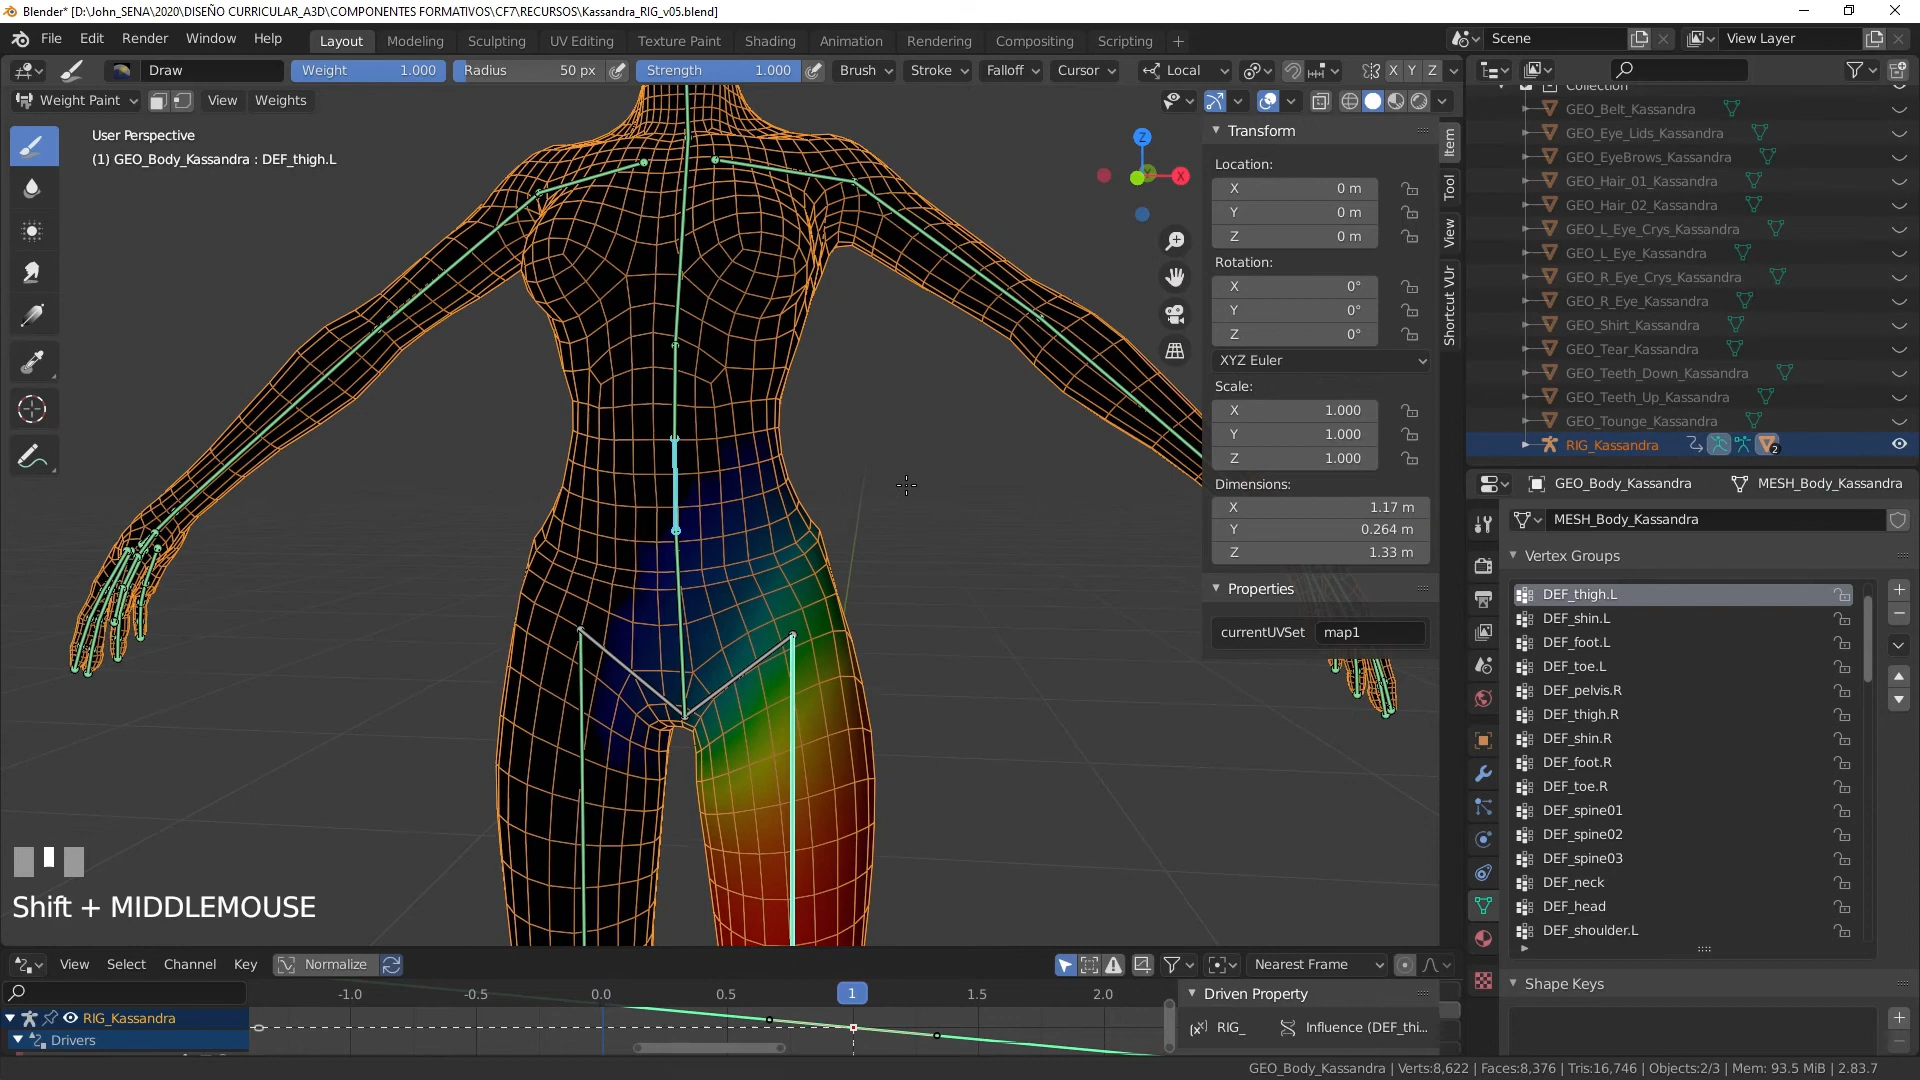 Blender* [D:\John_SENA\2020\DISEÑO CURRICULAR_A3D\COMPONENTES FORMATIVOS\CF7\RECURSOS\Kassandra_RIG_v05.blend]
File Edit Render Window Help Layout Modeling Sculpting UV Editing Texture Paint Shading Animation Rendering Compositing Scripting + Scene View Layer
Draw Weight 1.000 Radius 50 px Strength 1.000 Brush Stroke Falloff Cursor Local X Y Z
Weight Paint View Weights
User Perspective
(1) GEO_Body_Kassandra : DEF_thigh.L
Z
X
Transform
Location:
X 0 m
Y 0 m
Z 0 m
Rotation:
X 0°
Y 0°
Z 0°
XYZ Euler
Scale:
X 1.000
Y 1.000
Z 1.000
Dimensions:
X 1.17 m
Y 0.264 m
Z 1.33 m
Properties
currentUVSet map1
Item
Tool
View
Shortcut VUr
Collection
GEO_Belt_Kassandra
GEO_Eye_Lids_Kassandra
GEO_EyeBrows_Kassandra
GEO_Hair_01_Kassandra
GEO_Hair_02_Kassandra
GEO_L_Eye_Crys_Kassandra
GEO_L_Eye_Kassandra
GEO_R_Eye_Crys_Kassandra
GEO_R_Eye_Kassandra
GEO_Shirt_Kassandra
GEO_Tear_Kassandra
GEO_Teeth_Down_Kassandra
GEO_Teeth_Up_Kassandra
GEO_Tounge_Kassandra
RIG_Kassandra 2
GEO_Body_Kassandra MESH_Body_Kassandra
MESH_Body_Kassandra
Vertex Groups
DEF_thigh.L
DEF_shin.L
DEF_foot.L
DEF_toe.L
DEF_pelvis.R
DEF_thigh.R
DEF_shin.R
DEF_foot.R
DEF_toe.R
DEF_spine01
DEF_spine02
DEF_spine03
DEF_neck
DEF_head
DEF_shoulder.L
Shape Keys
Shift + MIDDLEMOUSE
View Select Channel Key Normalize Nearest Frame
-1.0 -0.5 0.0 0.5 1 1.5 2.0
RIG_Kassandra
Drivers
Driven Property
RIG_ Influence (DEF_thi...
GEO_Body_Kassandra | Verts:8,622 | Faces:8,376 | Tris:16,746 | Objects:2/3 | Mem: 93.5 MiB | 2.83.7